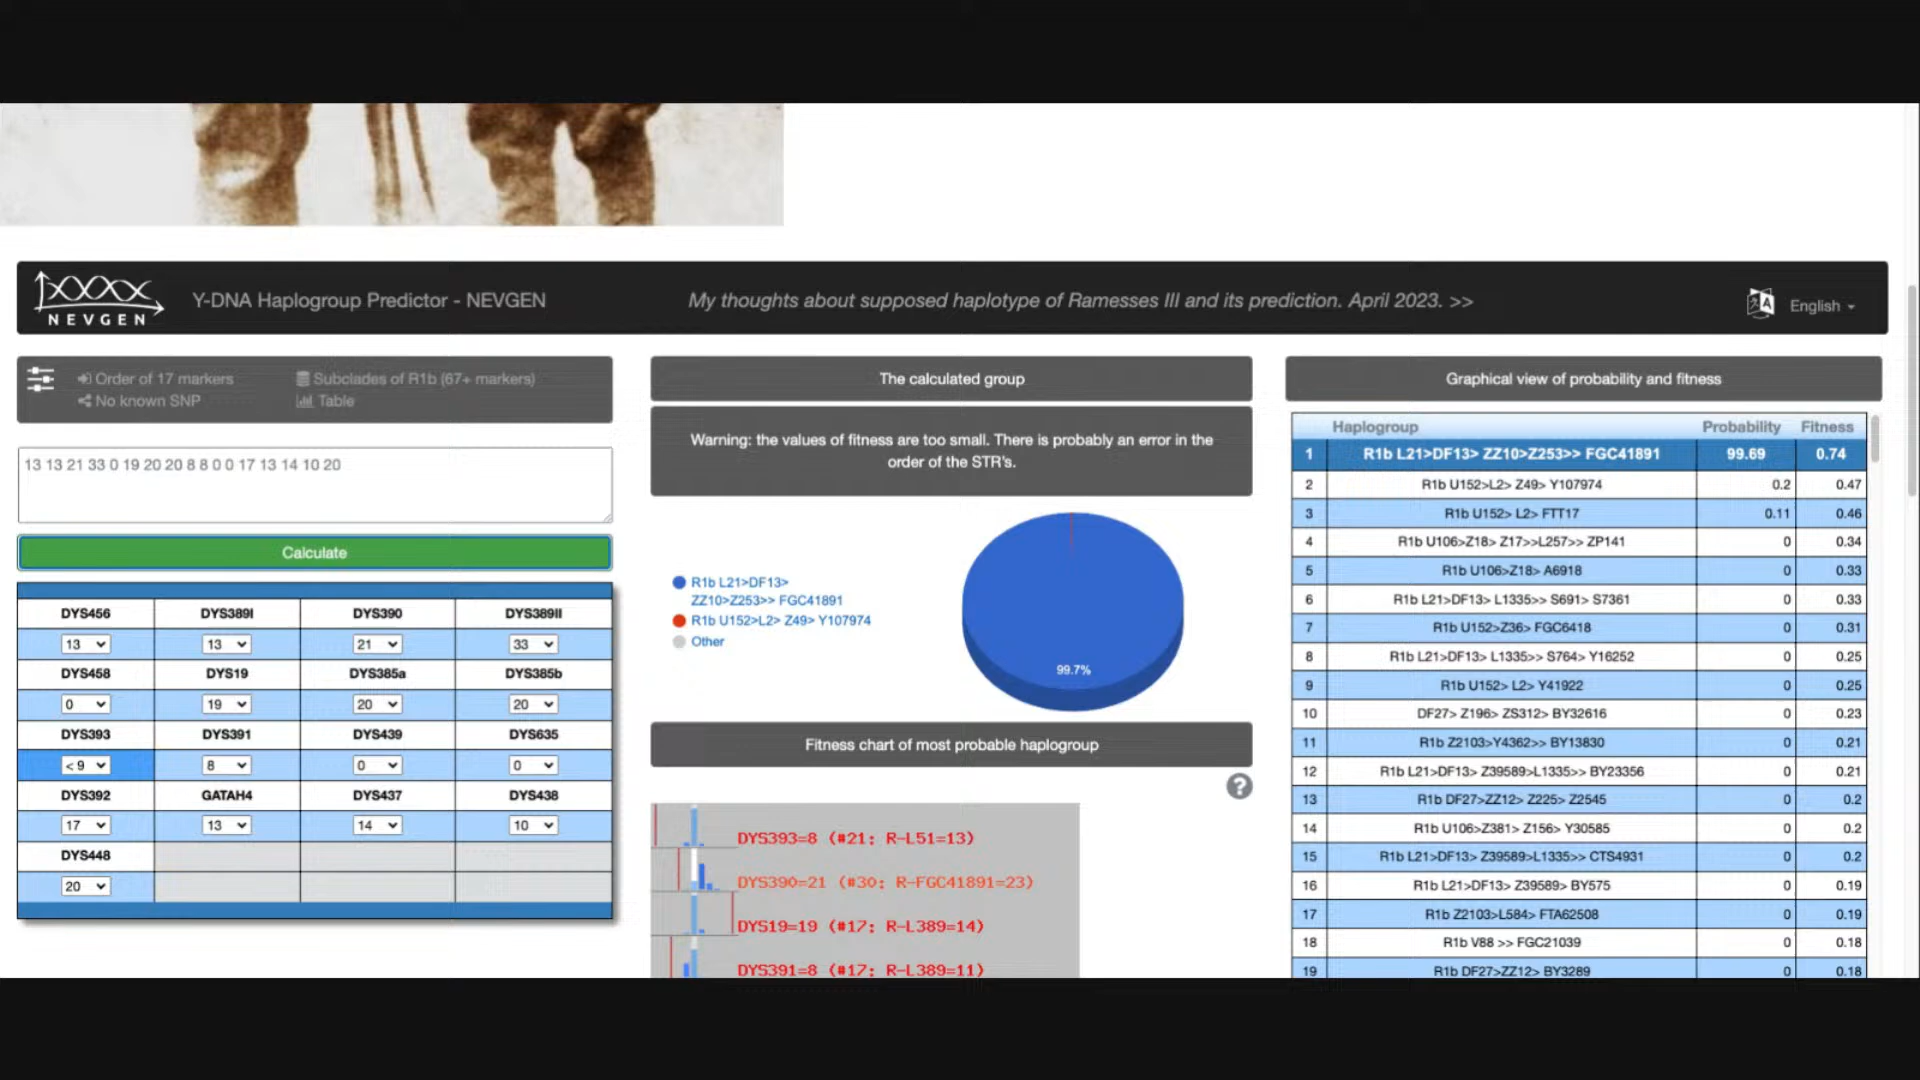 NEVGEN
Y-DNA Haplogroup Predictor - NEVGEN
My thoughts about supposed haplotype of Ramesses III and its prediction. April 2023. >>
English
Order of 17 markers
Subclades of R1b (67+ markers)
No known SNP
Table
13 13 21 33 0 19 20 20 8 8 0 0 17 13 14 10 20
Calculate
DYS456 DYS389I DYS390 DYS389II
13 13 21 33
DYS458 DYS19 DYS385a DYS385b
0 19 20 20
DYS393 DYS391 DYS439 DYS635
< 9 8 0 0
DYS392 GATAH4 DYS437 DYS438
17 13 14 10
DYS448
20
The calculated group
Warning: the values of fitness are too small. There is probably an error in the
order of the STR's.
R1b L21>DF13>
ZZ10>Z253>> FGC41891
R1b U152>L2> Z49> Y107974
Other
99.7%
Fitness chart of most probable haplogroup
?
DYS393=8 (#21; R-L51=13)
DYS390=21 (#30; R-FGC41891=23)
DYS19=19 (#17; R-L389=14)
DYS391=8 (#17; R-L389=11)
Graphical view of probability and fitness
Haplogroup Probability Fitness
1 R1b L21>DF13> ZZ10>Z253>> FGC41891 99.69 0.74
2 R1b U152>L2> Z49> Y107974 0.2 0.47
3 R1b U152> L2> FTT17 0.11 0.46
4 R1b U106>Z18> Z17>>L257>> ZP141 0 0.34
5 R1b U106>Z18> A6918 0 0.33
6 R1b L21>DF13> L1335>> S691> S7361 0 0.33
7 R1b U152>Z36> FGC6418 0 0.31
8 R1b L21>DF13> L1335>> S764> Y16252 0 0.25
9 R1b U152> L2> Y41922 0 0.25
10 DF27> Z196> ZS312> BY32616 0 0.23
11 R1b Z2103>Y4362>> BY13830 0 0.21
12 R1b L21>DF13> Z39589>L1335>> BY23356 0 0.21
13 R1b DF27>ZZ12> Z225> Z2545 0 0.2
14 R1b U106>Z381> Z156> Y30585 0 0.2
15 R1b L21>DF13> Z39589>L1335>> CTS4931 0 0.2
16 R1b L21>DF13> Z39589> BY575 0 0.19
17 R1b Z2103>L584> FTA62508 0 0.19
18 R1b V88 >> FGC21039 0 0.18
19 R1b DF27>ZZ12> BY3289 0 0.18